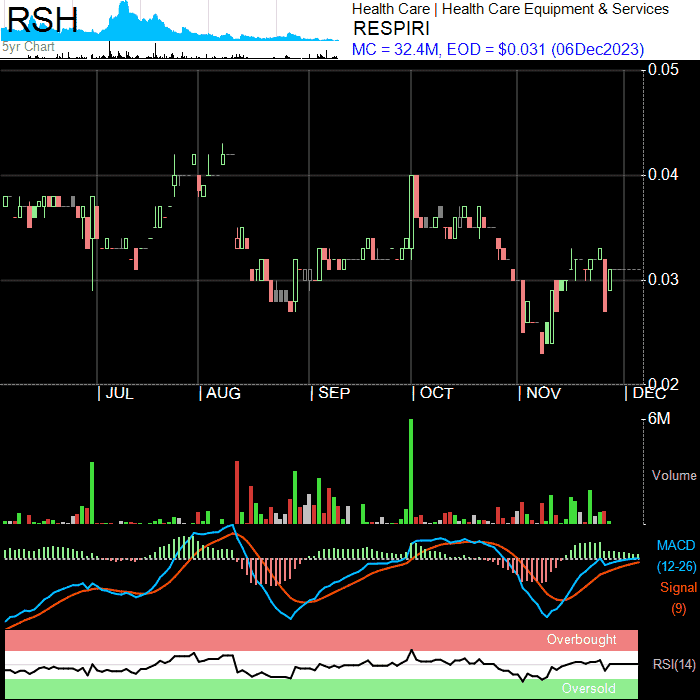 RSH
5yr Chart
Health Care | Health Care Equipment & Services
RESPIRI
MC = 32.4M, EOD = $0.031 (06Dec2023)
0.05
0.04
0.03
0.02
| JUL | AUG | SEP | OCT | NOV | DEC
6M
Volume
MACD
(12-26)
Signal
(9)
Overbought
RSI(14)
Oversold